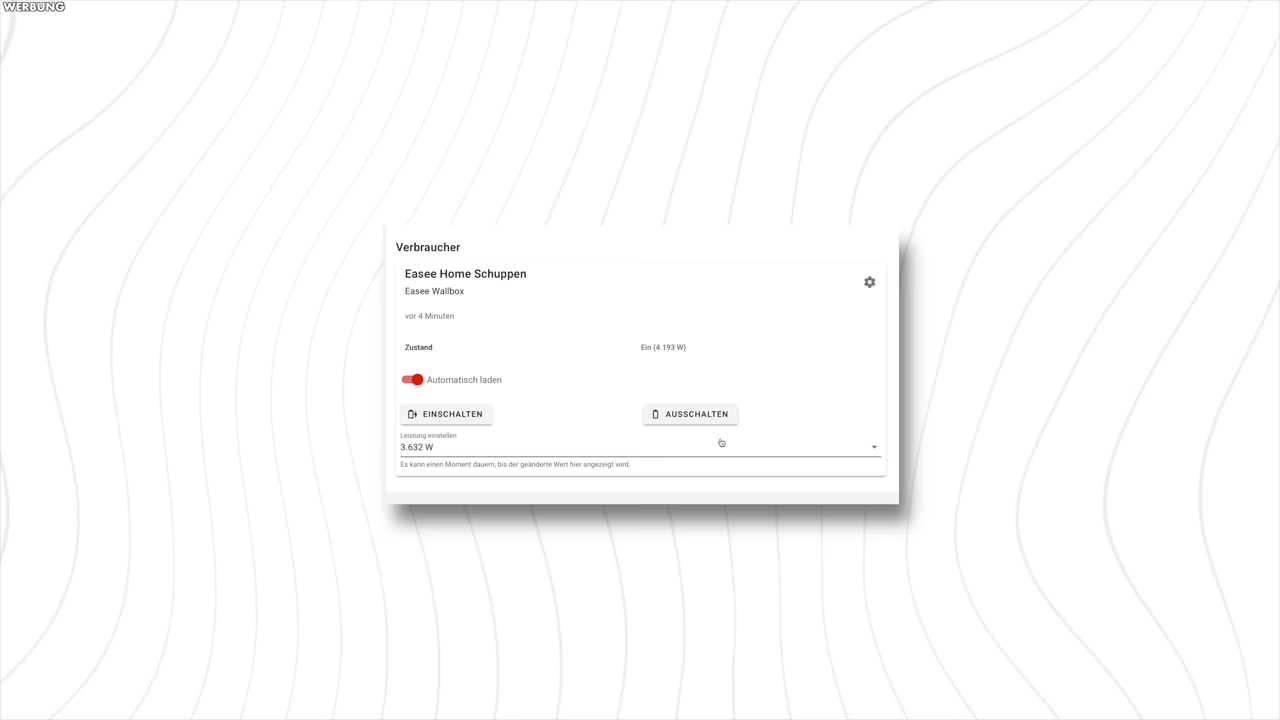 WERBUNG
Verbraucher
Easee Home Schuppen
Easee Wallbox
vor 4 Minuten
Zustand Ein (4.193 W)
Automatisch laden
EINSCHALTEN AUSSCHALTEN
Leistung einstellen
3.632 W
Es kann einen Moment dauern, bis der geänderte Wert hier angezeigt wird.